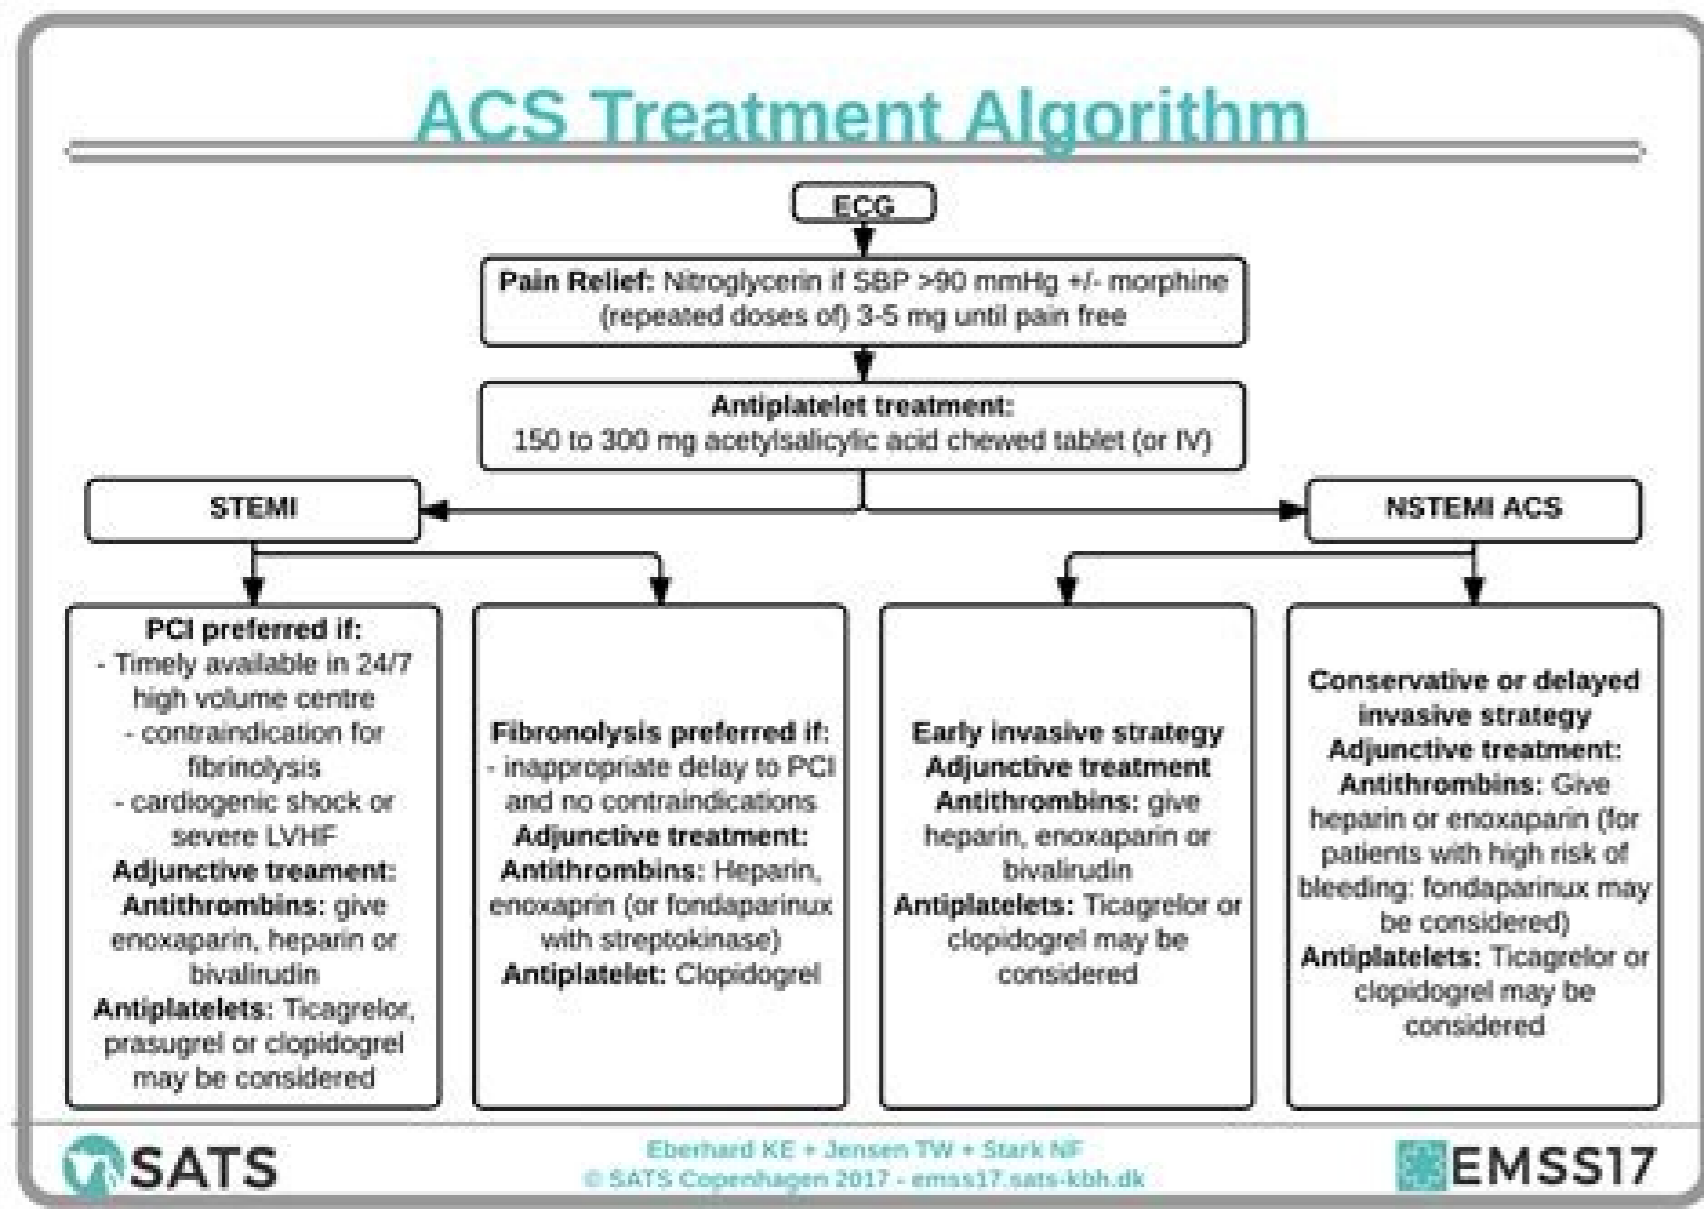 ACS Treatment Algorithm
ECG
Pain Relief: Nitroglycerin if SBP >90 mmHg +/- morphine
(repeated doses of) 3-5 mg until pain free
Antiplatelet treatment:
150 to 300 mg acetylsalicylic acid chewed tablet (or IV)
STEMI
NSTEMI ACS
PCI preferred if:
- Timely available in 24/7
high volume centre
- contraindication for
fibrinolysis
- cardiogenic shock or
severe LVHF
Adjunctive treament:
Antithrombins: give
enoxaparin, heparin or
bivalirudin
Antiplatelets: Ticagrelor,
prasugrel or clopidogrel
may be considered
Fibronolysis preferred if:
- inappropriate delay to PCI
and no contraindications
Adjunctive treatment:
Antithrombins: Heparin,
enoxaprin (or fondaparinux
with streptokinase)
Antiplatelet: Clopidogrel
Early invasive strategy
Adjunctive treatment
Antithrombins: give
heparin, enoxaparin or
bivalirudin
Antiplatelets: Ticagrelor or
clopidogrel may be
considered
Conservative or delayed
invasive strategy
Adjunctive treatment:
Antithrombins: Give
heparin or enoxaparin (for
patients with high risk of
bleeding: fondaparinux may
be considered)
Antiplatelets: Ticagrelor or
clopidogrel may be
considered
SATS
Eberhard KE + Jensen TW + Stark NF
© SATS Copenhagen 2017 - emss17.sats-kbh.dk
EMSS17